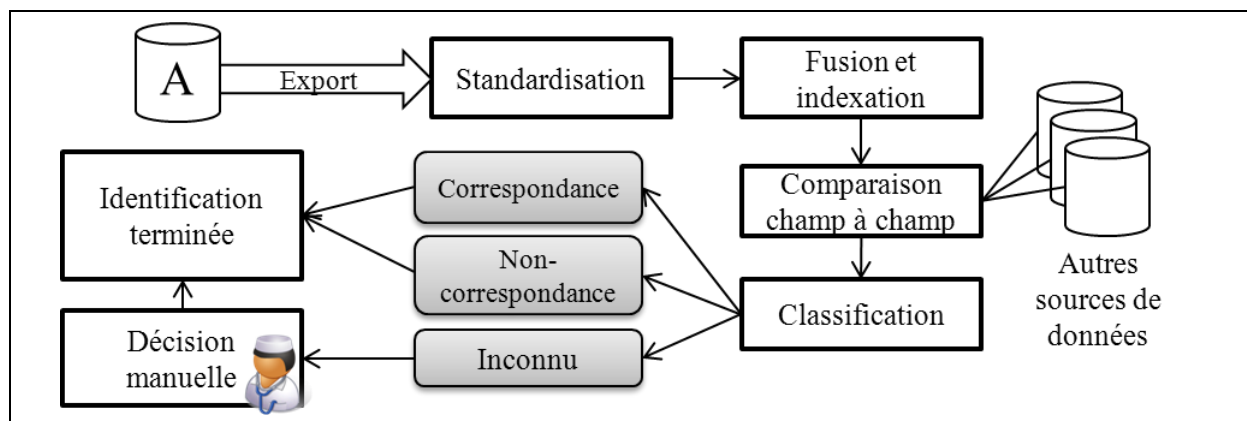 A
Export
Standardisation
Fusion et
indexation
Comparaison
champ à champ
Autres
sources de
données
Classification
Correspondance
Non-
correspondance
Inconnu
Identification
terminée
Décision
manuelle